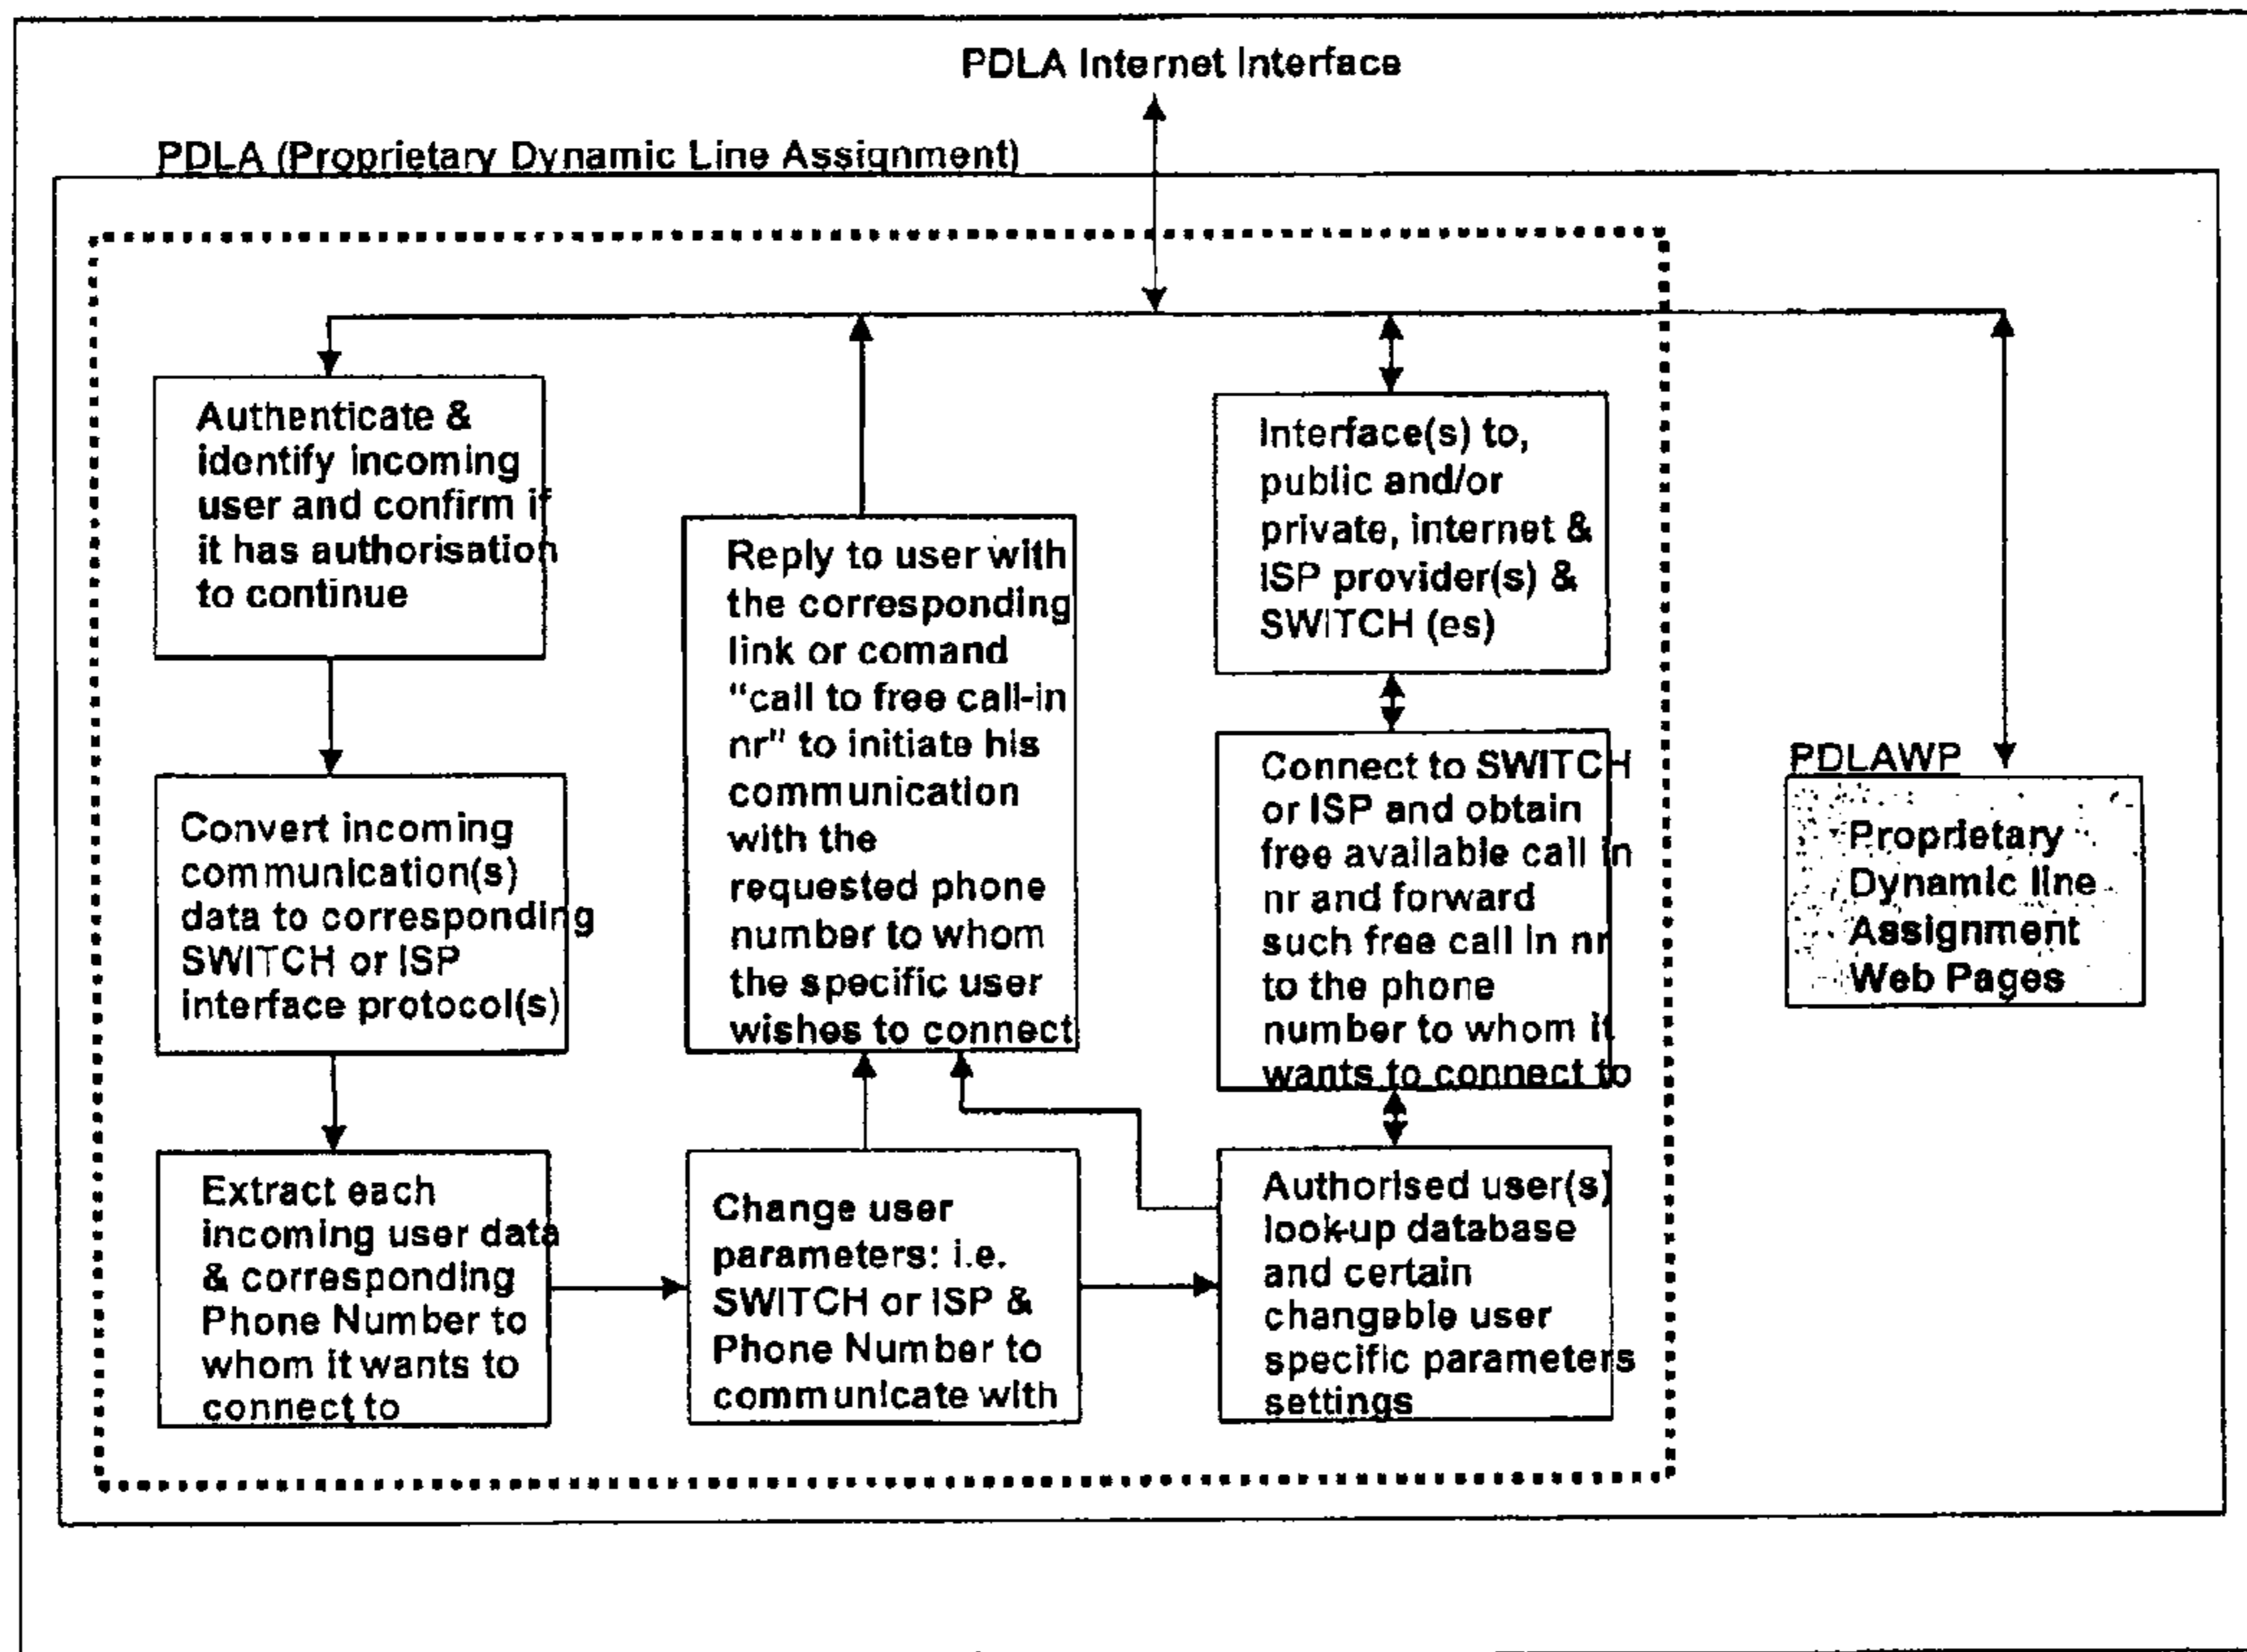 PDLA Internet Interface
PDLA (Proprietary Dynamic Line Assignment)
Authenticate &
identify incoming
user and confirm if
it has authorisation
to continue
Convert incoming
communication(s)
data to corresponding
SWITCH or ISP
interface protocol(s)
Extract each
incoming user data
& corresponding
Phone Number to
whom it wants to
connect to
Reply to user with
the corresponding
link or comand
"call to free call-in
nr" to initiate his
communication
with the
requested phone
number to whom
the specific user
wishes to connect
Change user
parameters: i.e.
SWITCH or ISP &
Phone Number to
communicate with
Interface(s) to,
public and/or
private, internet &
ISP provider(s) &
SWITCH (es)
Connect to SWITCH
or ISP and obtain
free available call in
nr and forward
such free call in nr
to the phone
number to whom it
wants to connect to
Authorised user(s)
look-up database
and certain
changeble user
specific parameters
settings
PDLAWP
Proprietary
Dynamic line
Assignment
Web Pages